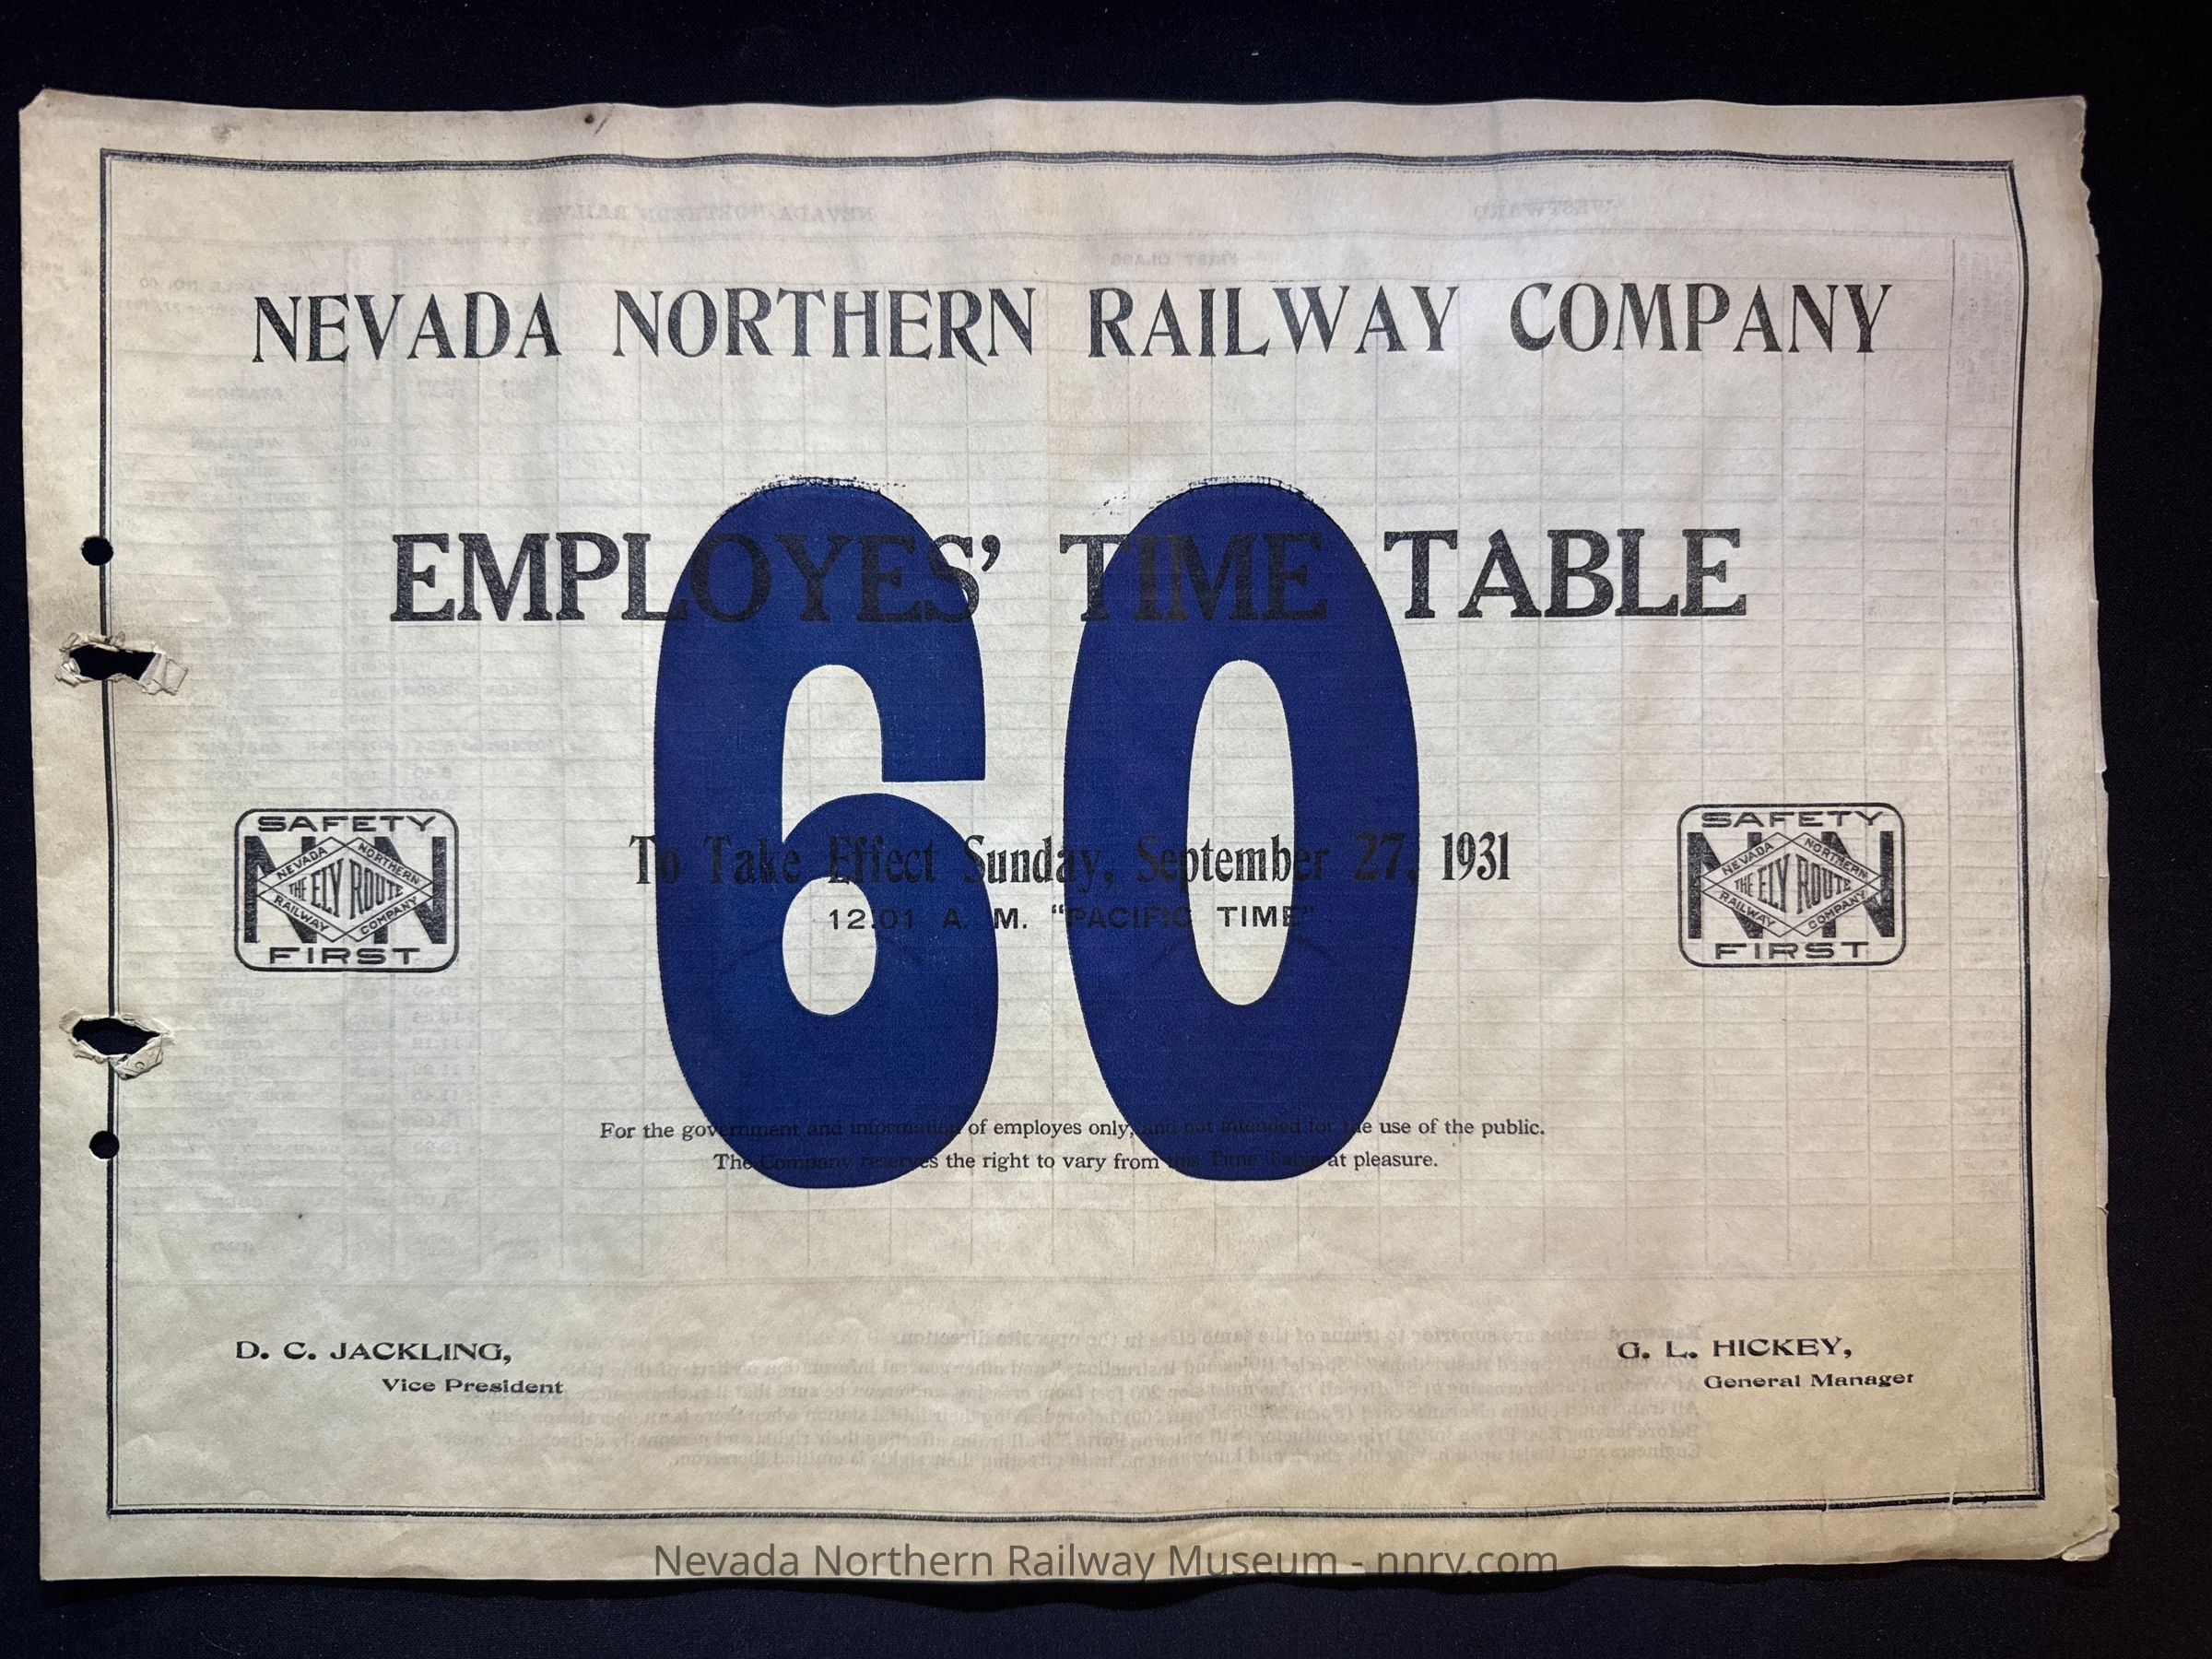 NEVADA NORTHERN RAILWAY COMPANY
EMPLOYES' TIME TABLE
60
To Take Effect Sunday, September 27, 1931
12.01 A. M. "PACIFIC TIME"
SAFETY
NN
NEVADA NORTHERN
THE ELY ROUTE
RAILWAY COMPANY
FIRST
SAFETY
NN
NEVADA NORTHERN
THE ELY ROUTE
RAILWAY COMPANY
FIRST
For the government and information of employes only, and not intended for the use of the public.
The Company reserves the right to vary from this Time Table at pleasure.
D. C. JACKLING,
Vice President
G. L. HICKEY,
General Manager
Nevada Northern Railway Museum - nnry.com